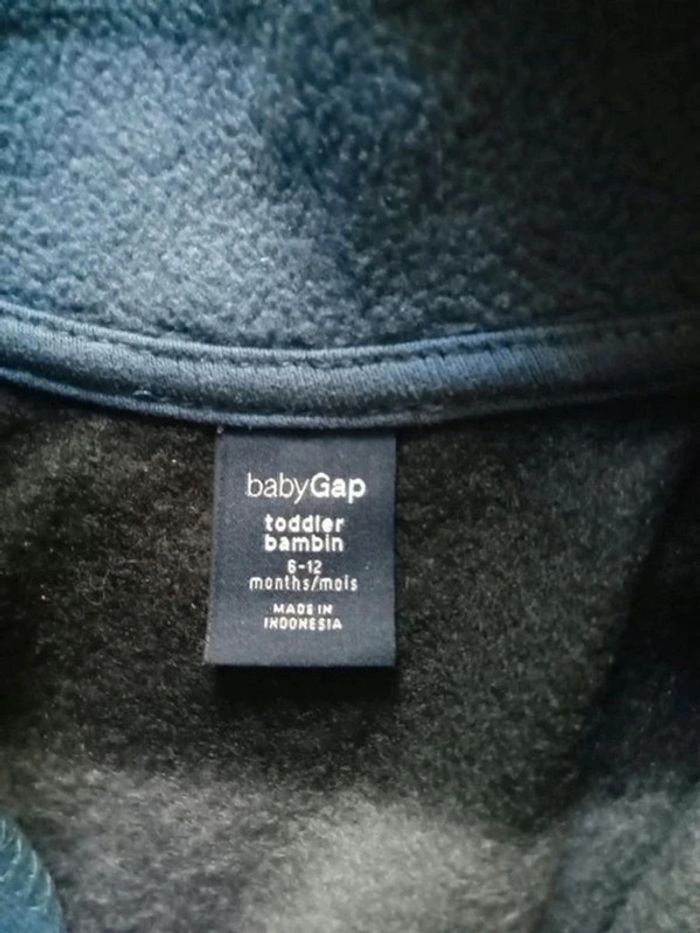 babyGap
toddler
bambin
6-12
months/mois
MADE IN
INDONESIA